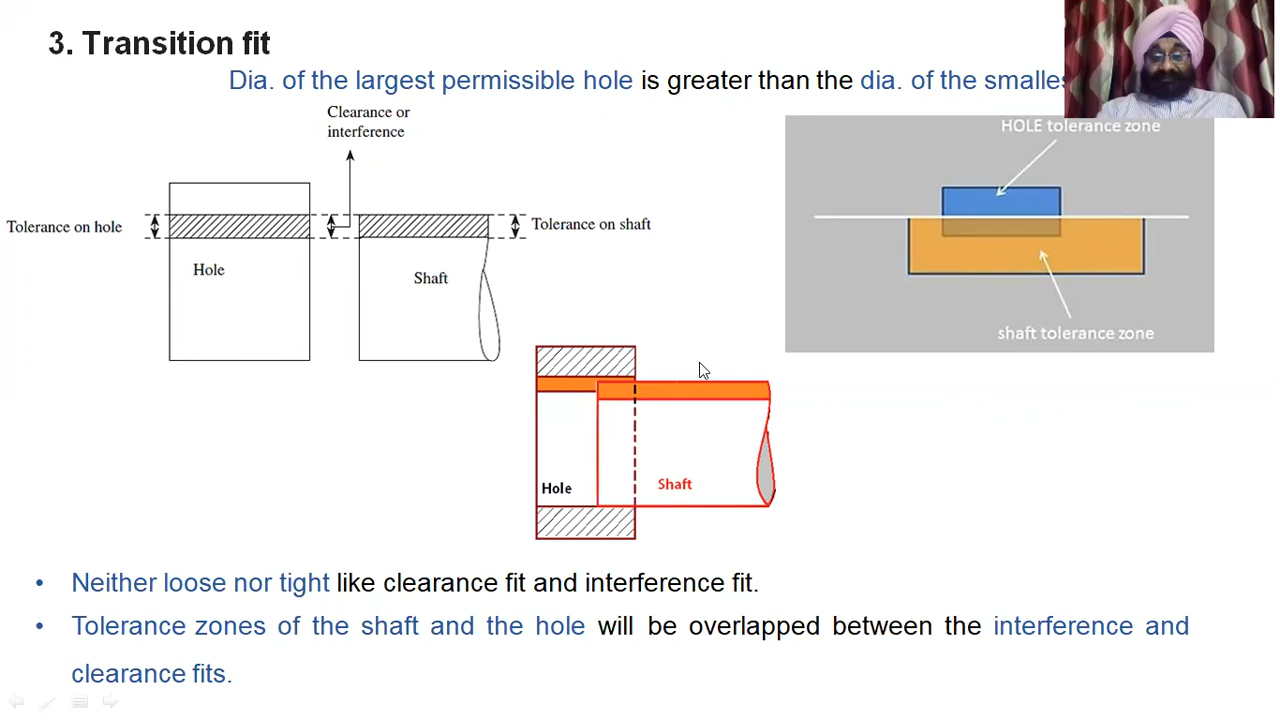 3. Transition fit
Dia. of the largest permissible hole is greater than the dia. of the smalles
Clearance or
interference
HOLE tolerance zone
Tolerance on hole
Tolerance on shaft
Hole
Shaft
shaft tolerance zone
Hole
Shaft
• Neither loose nor tight like clearance fit and interference fit.
• Tolerance zones of the shaft and the hole will be overlapped between the interference and
clearance fits.